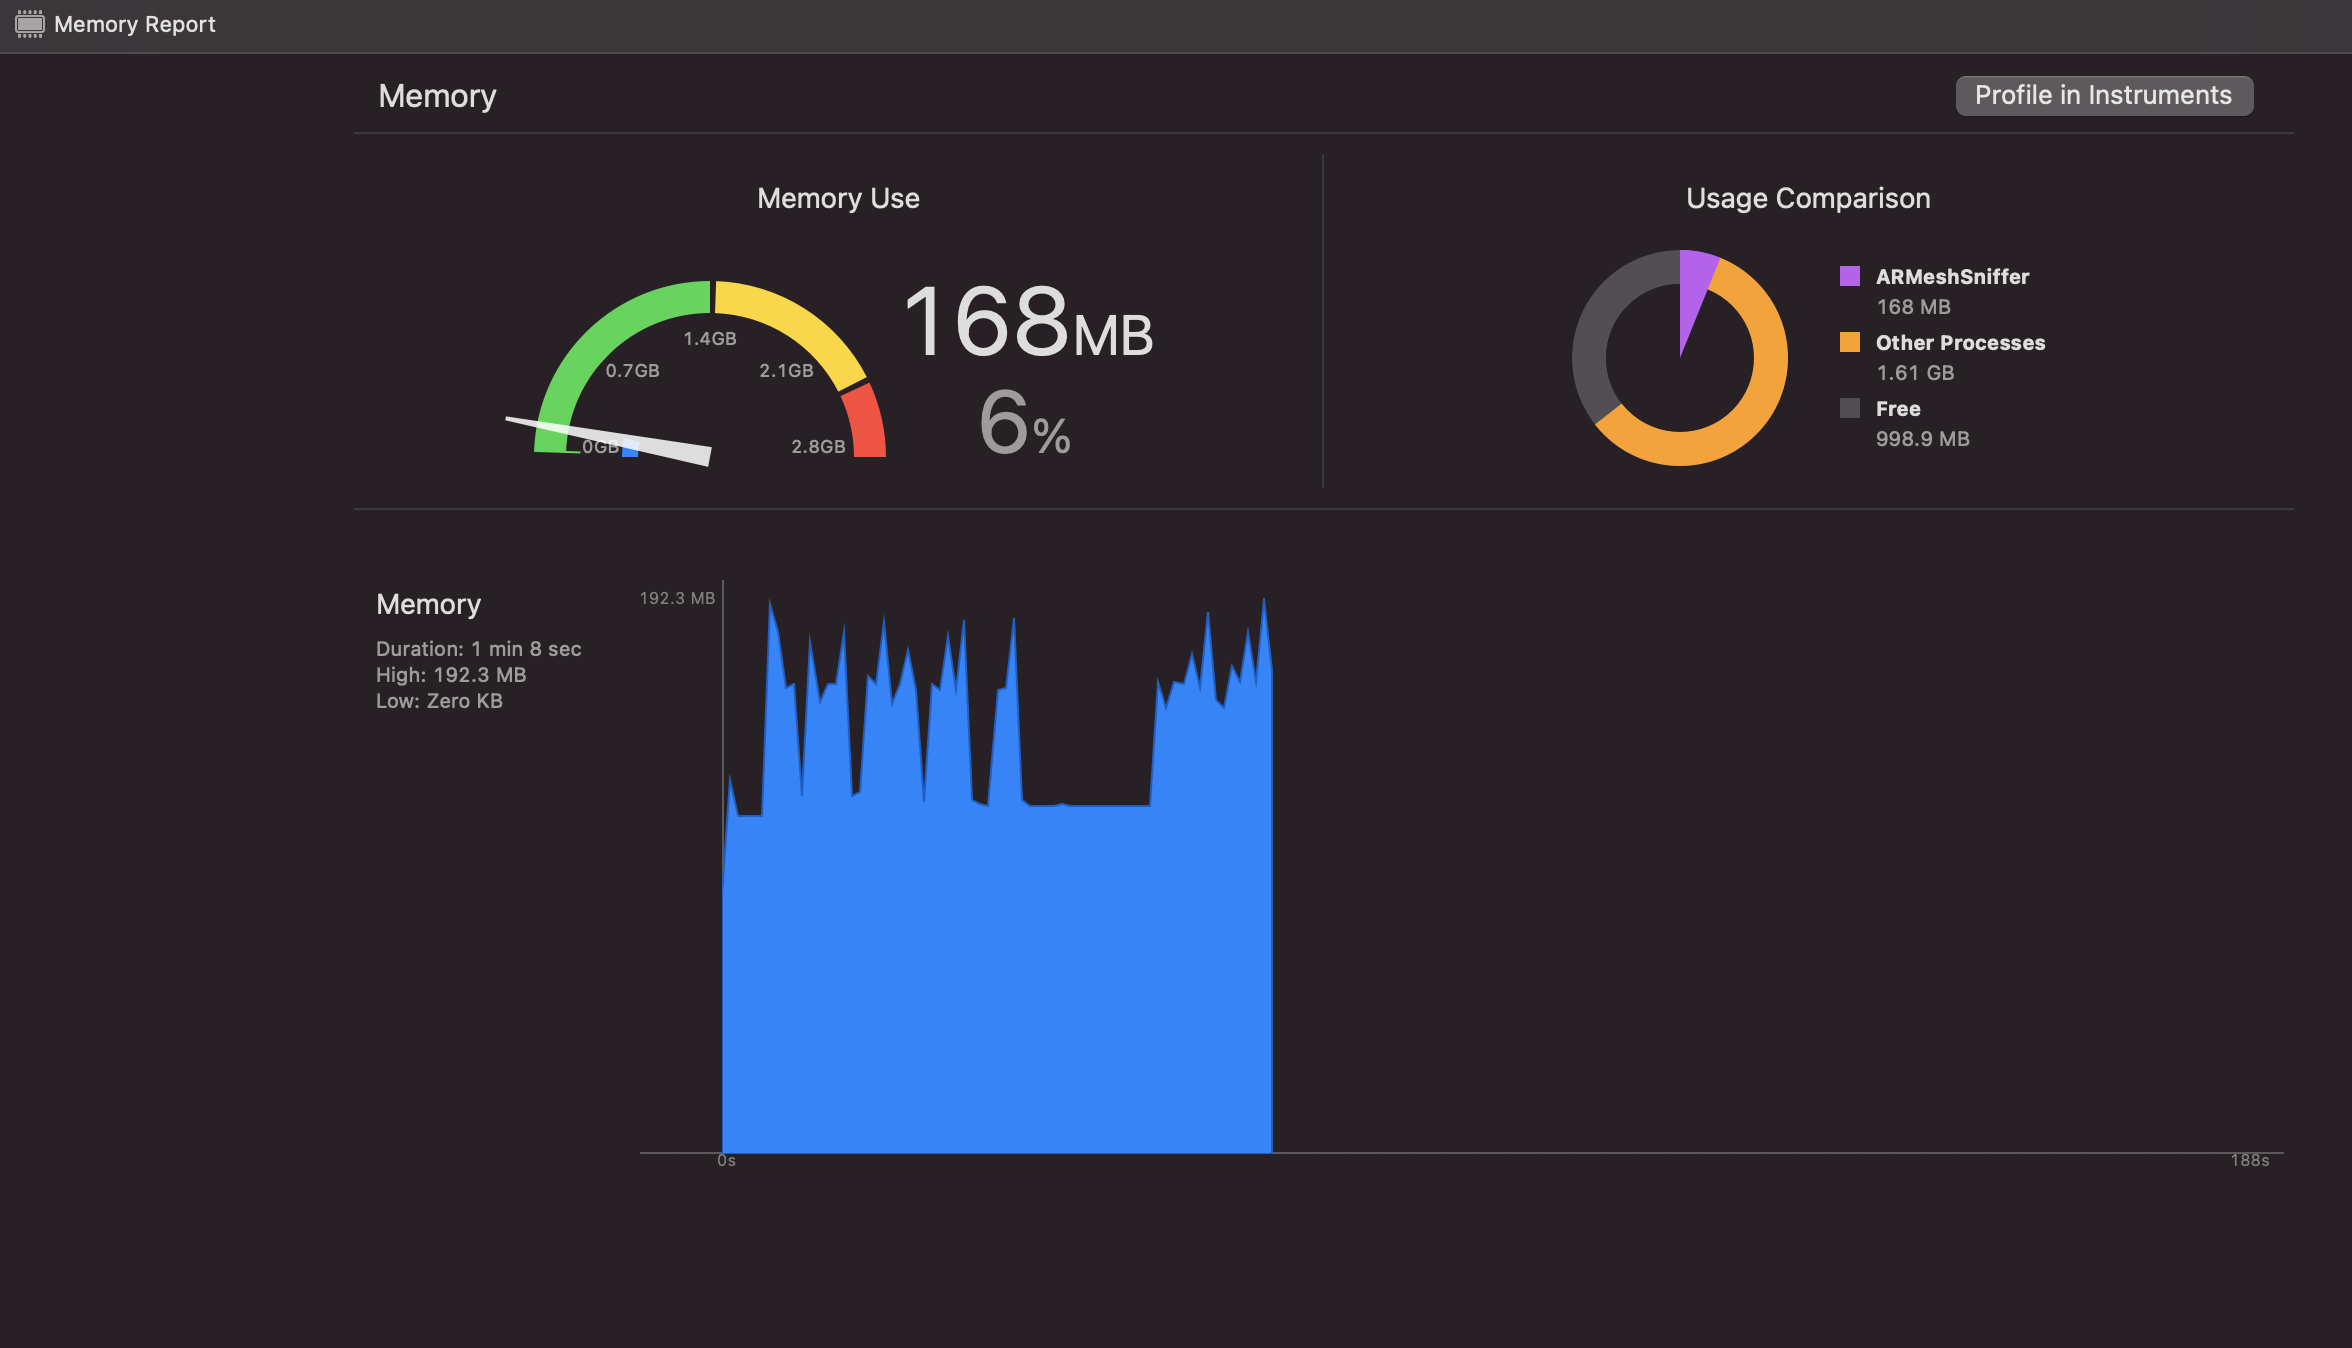 Memory Report
Memory
Profile in Instruments
Memory Use
Usage Comparison
1.4GB
0.7GB
2.1GB
0GB
2.8GB
168MB
6%
ARMeshSniffer
168 MB
Other Processes
1.61 GB
Free
998.9 MB
Memory
Duration: 1 min 8 sec
High: 192.3 MB
Low: Zero KB
192.3 MB
0s
188s